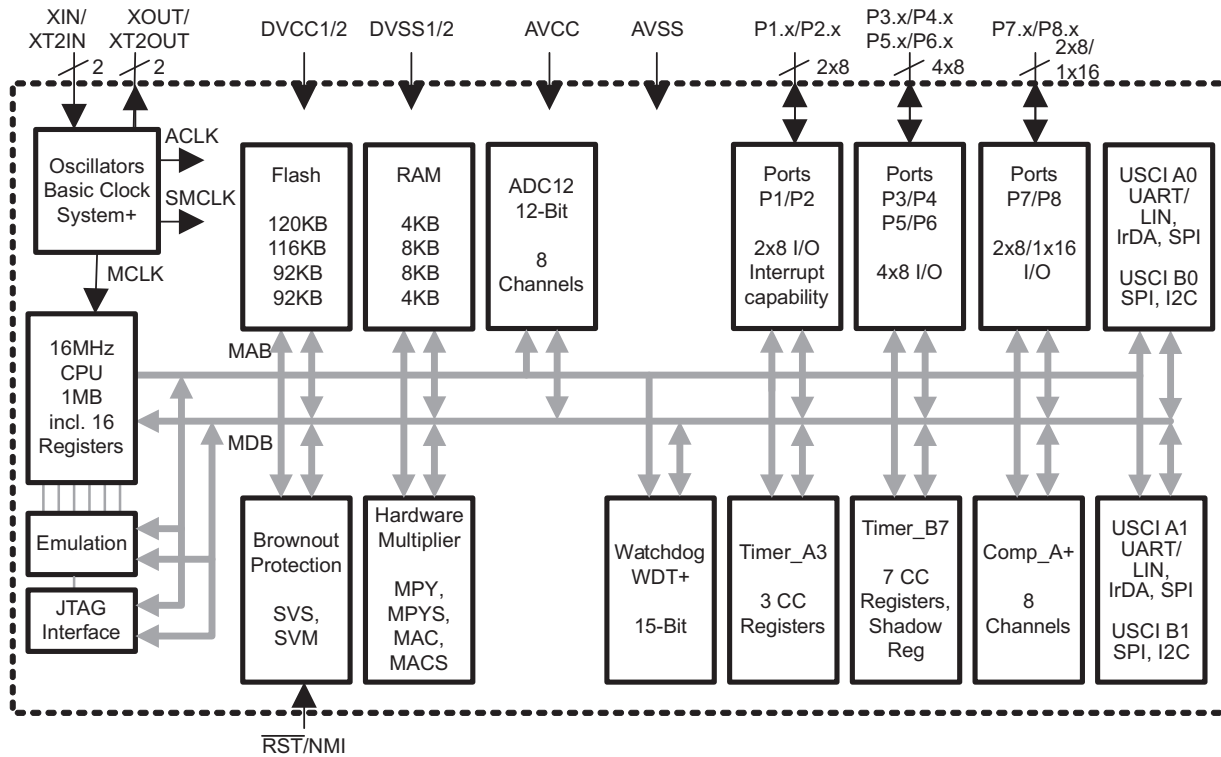 XIN/
XT2IN
XOUT/
XT2OUT
DVCC1/2
DVSS1/2
AVCC
AVSS
P1.x/P2.x
P3.x/P4.x
P5.x/P6.x
P7.x/P8.x
2
2
2x8
4x8
2x8/
1x16
Oscillators
Basic Clock
System+
ACLK
SMCLK
MCLK
Flash
120KB
116KB
92KB
92KB
RAM
4KB
8KB
8KB
4KB
ADC12
12-Bit
8
Channels
Ports
P1/P2
2x8 I/O
Interrupt
capability
Ports
P3/P4
P5/P6
4x8 I/O
Ports
P7/P8
2x8/1x16
I/O
USCI A0
UART/
LIN,
IrDA, SPI
USCI B0
SPI, I2C
16MHz
CPU
1MB
incl. 16
Registers
MAB
MDB
Emulation
JTAG
Interface
Brownout
Protection
SVS,
SVM
Hardware
Multiplier
MPY,
MPYS,
MAC,
MACS
Watchdog
WDT+
15-Bit
Timer_A3
3 CC
Registers
Timer_B7
7 CC
Registers,
Shadow
Reg
Comp_A+
8
Channels
USCI A1
UART/
LIN,
IrDA, SPI
USCI B1
SPI, I2C
RST/NMI